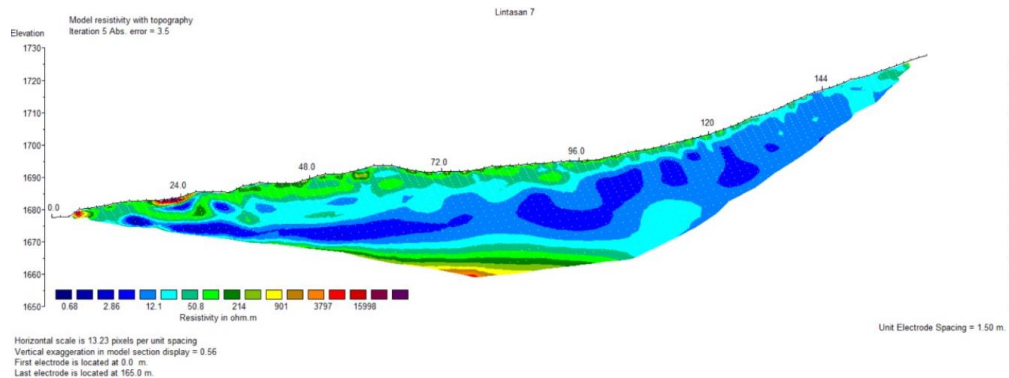 Lintasan 7
Model resistivity with topography
Iteration 5 Abs. error = 3.5
Elevation
1730
1720
1710
1700
1690
1680
1670
1660
1650
0.0
24.0
48.0
72.0
96.0
120
144
0.68 2.86 12.1 50.8 214 901 3797 15998
Resistivity in ohm.m
Unit Electrode Spacing = 1.50 m.
Horizontal scale is 13.23 pixels per unit spacing
Vertical exaggeration in model section display = 0.56
First electrode is located at 0.0 m.
Last electrode is located at 165.0 m.